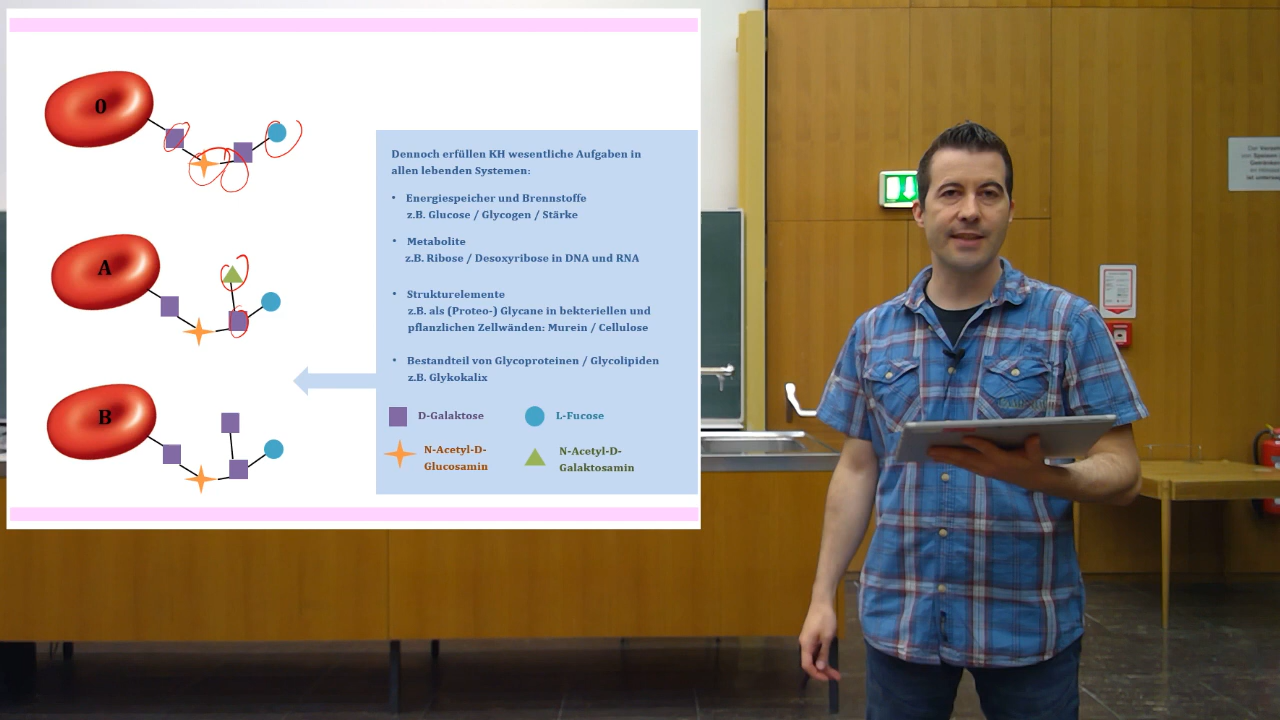 0
A
B
Dennoch erfüllen KH wesentliche Aufgaben in
allen lebenden Systemen:
• Energiespeicher und Brennstoffe
z.B. Glucose / Glycogen / Stärke
• Metabolite
z.B. Ribose / Desoxyribose in DNA und RNA
• Strukturelemente
z.B. als (Proteo-) Glycane in bekteriellen und
pflanzlichen Zellwänden: Murein / Cellulose
• Bestandteil von Glycoproteinen / Glycolipiden
z.B. Glykokalix
D-Galaktose
L-Fucose
N-Acetyl-D-
Glucosamin
N-Acetyl-D-
Galaktosamin